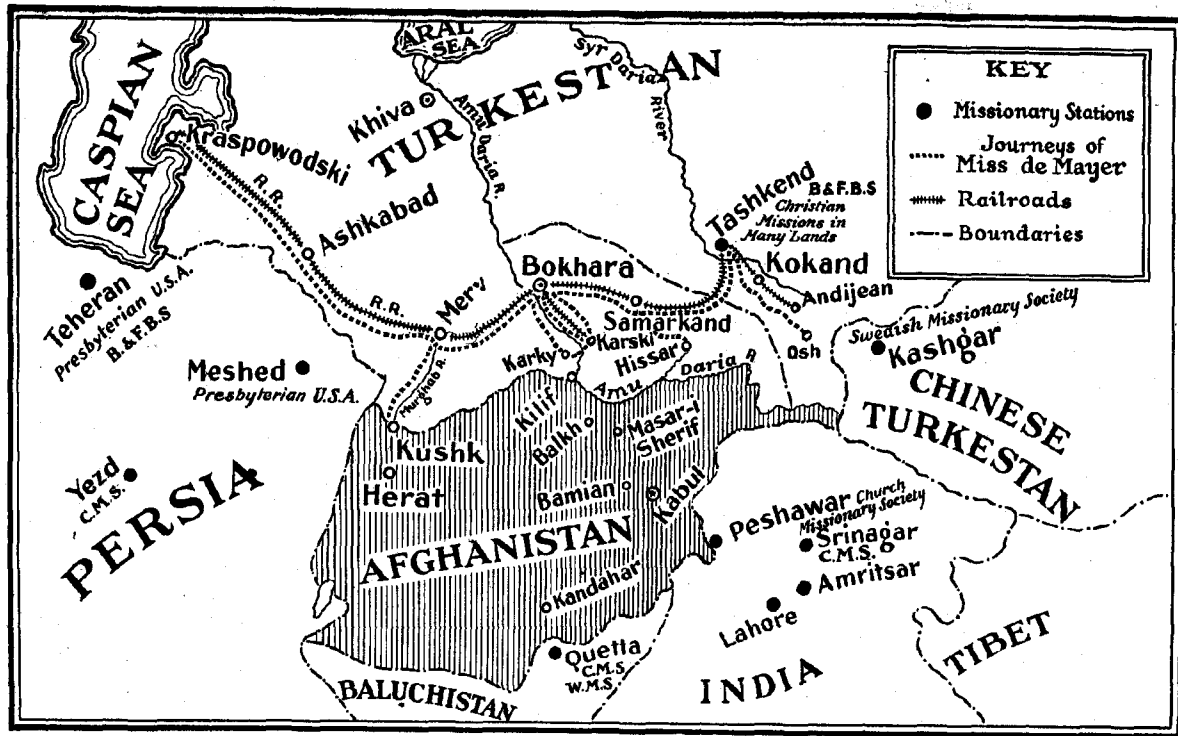 CASPIAN
SEA
ARAL
SEA
Syr Daria
River
TURKESTAN
Khiva
Amu Daria R.
Kraspowodski
R.R.
Ashkabad
R.R.
Merv
Bokhara
Samarkand
Tashkend
B&F.B.S
Christian
Missions in
Many Lands
Kokand
Andijean
Osh
Karski
Hissar
Karky
Kilif
Amu Daria R
Murghab R.
KEY
Missionary Stations
Journeys of
Miss de Mayer
Railroads
Boundaries
Teheran
Presbyterian U.S.A.
B.&F.B.S
Meshed
Presbyterian U.S.A.
Yezd
C.M.S.
PERSIA
Kushk
Herat
Balkh
Masar-I
Sherif
Bamian
Kabul
AFGHANISTAN
Kandahar
Swedish Missionary Society
Kashgar
CHINESE
TURKESTAN
Peshawar Church
Missionary Society
Srinagar
C.M.S.
Amritsar
Lahore
Quetta
C.M.S
W.M.S.
BALUCHISTAN
INDIA
TIBET